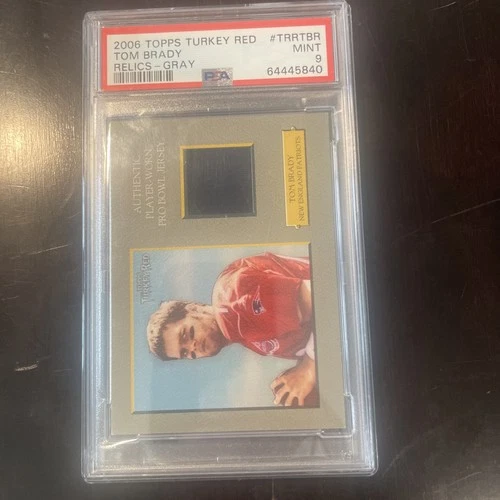 2006 TOPPS TURKEY RED
TOM BRADY
RELICS-GRAY
#TRRTBR
MINT
9
64445840
PSA
AUTHENTIC
PLAYER-WORN
PRO BOWL JERSEY
TOM BRADY
NEW ENGLAND PATRIOTS
TURKEY RED